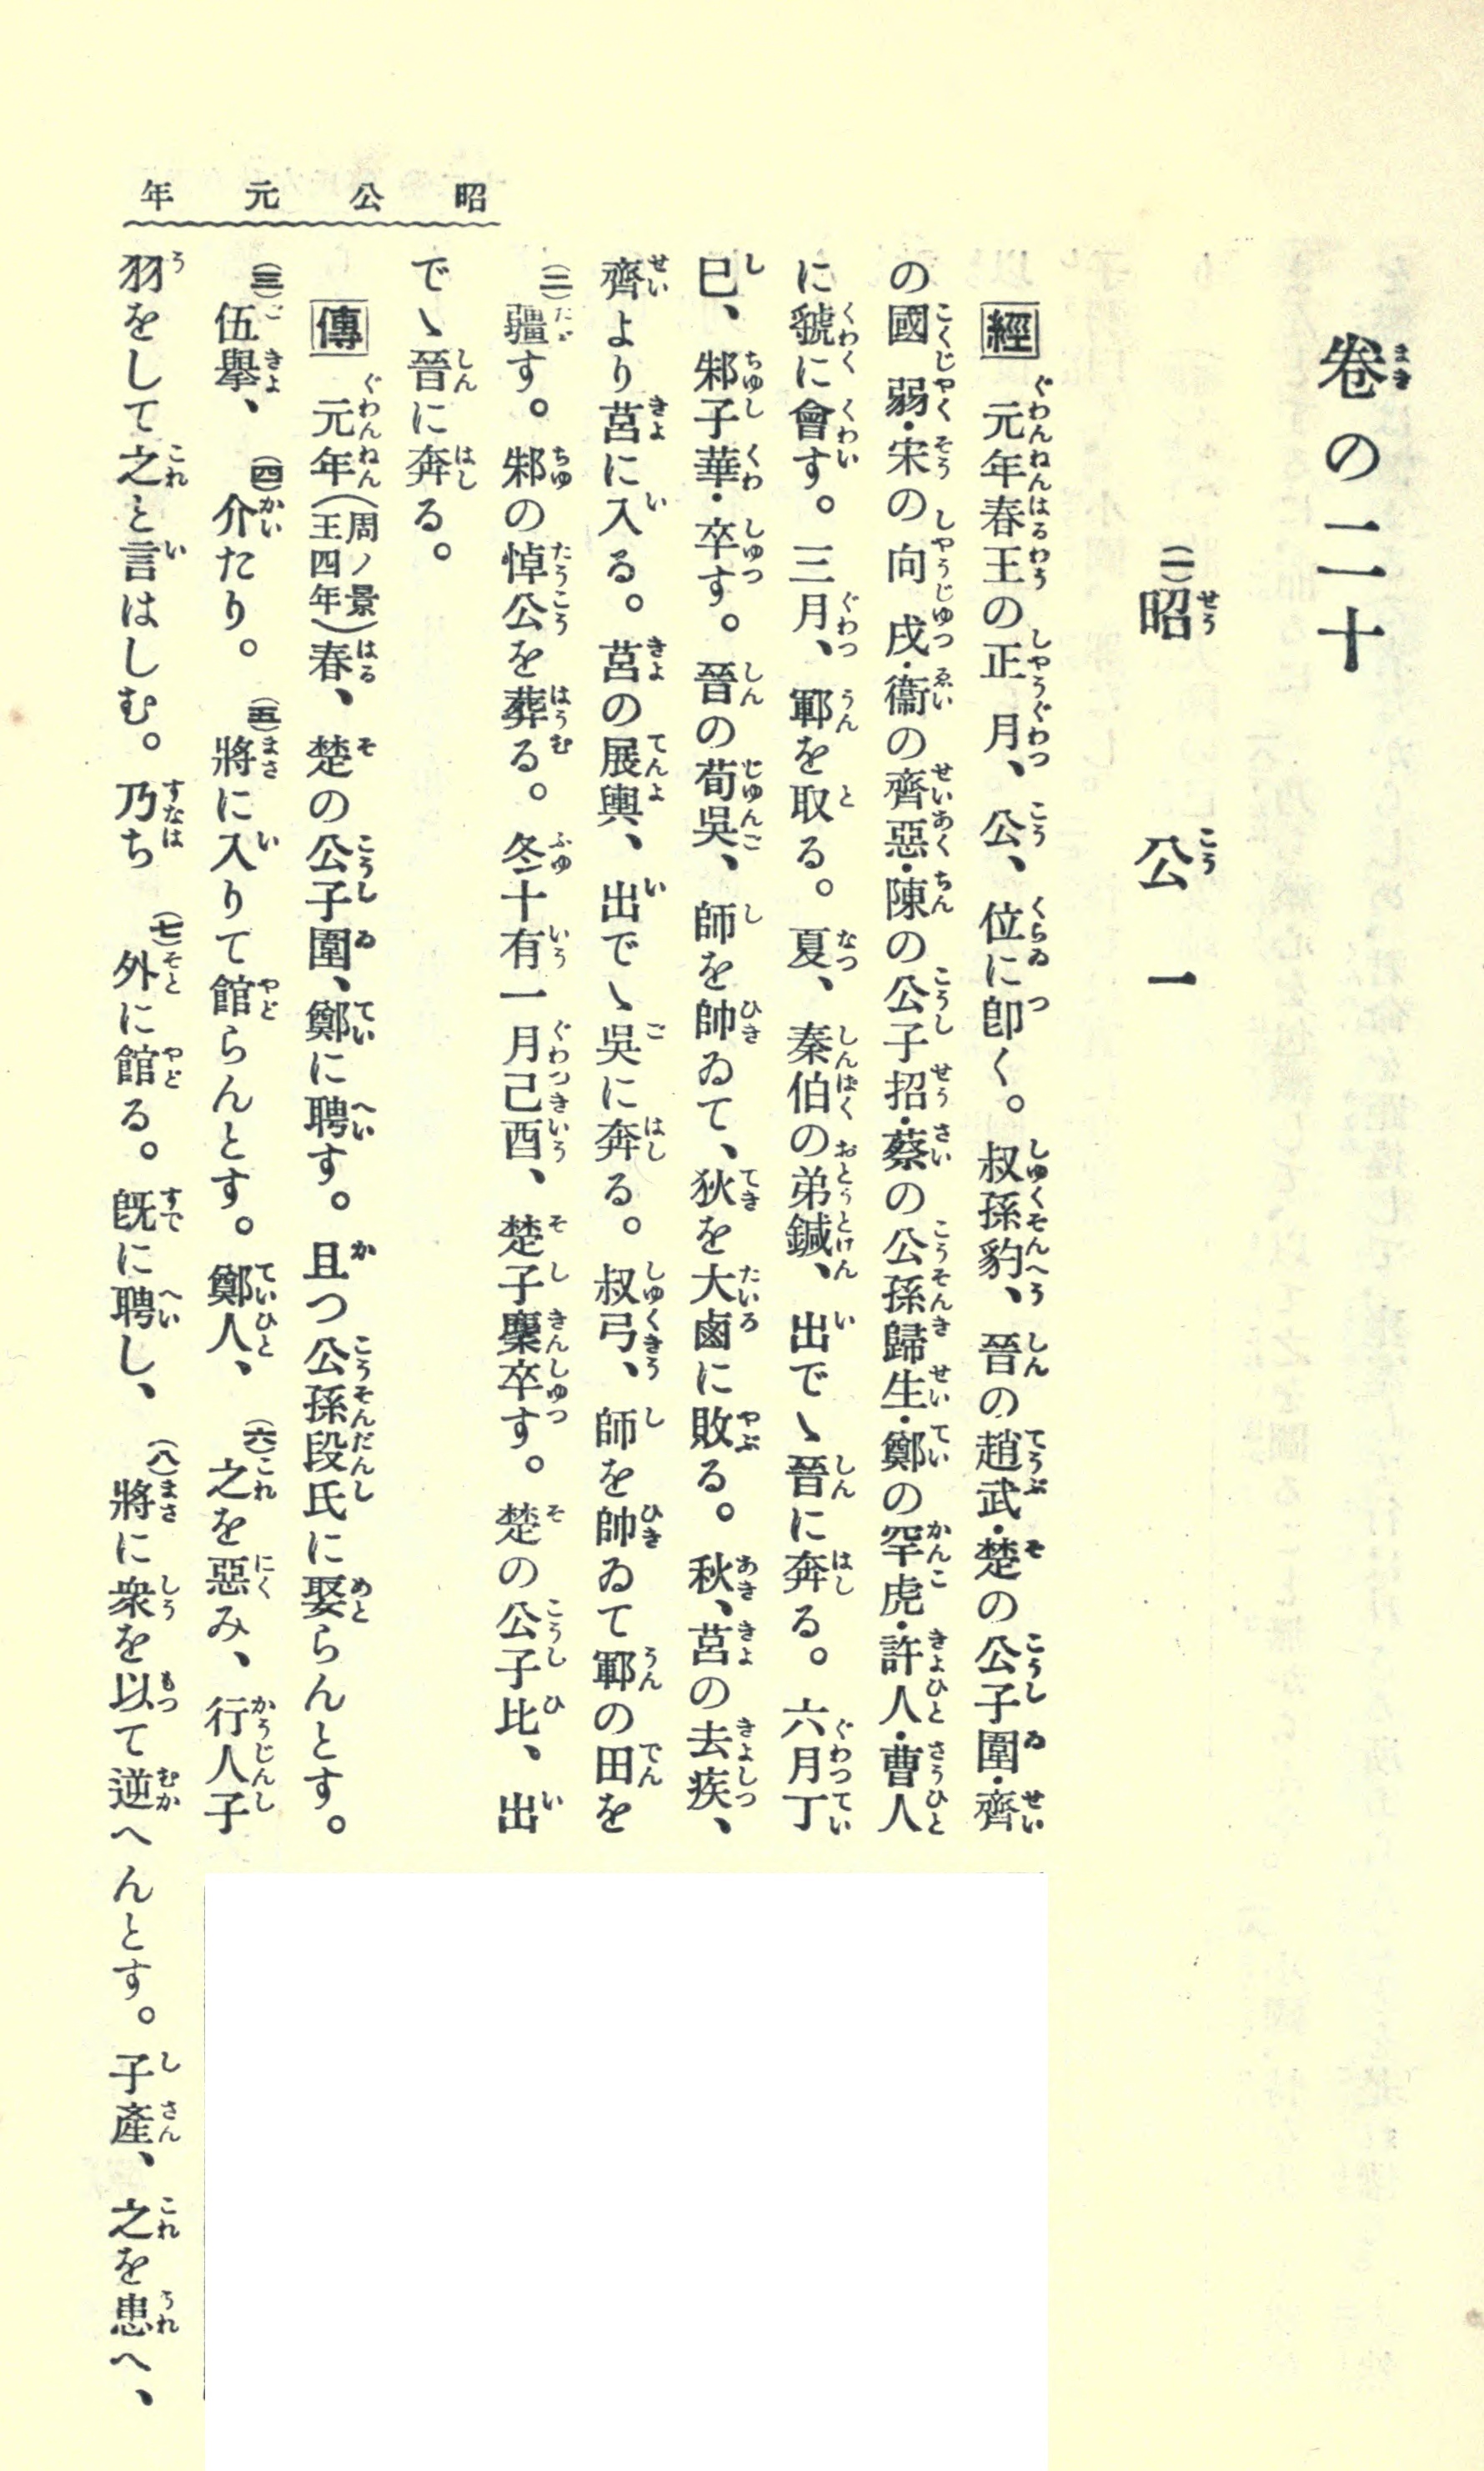 卷の二十
㈠昭公一
經 元年春王の正月、公、位に卽く。叔孫豹、晉の趙武・楚の公子圍・齊
の國弱・宋の向戌・衞の齊惡・陳の公子招・蔡の公孫歸生・鄭の罕虎・許人・曹人
に虢に會す。三月、鄆を取る。夏、秦伯の弟鍼、出でゝ晉に奔る。六月丁
巳、邾子華・卒す。晉の荀吳、師を帥ゐて、狄を大鹵に敗る。秋、莒の去疾、
齊より莒に入る。莒の展輿、出でゝ吳に奔る。叔弓、師を帥ゐて鄆の田を
㈡疆す。邾の悼公を葬る。冬十有一月己酉、楚子麇卒す。楚の公子比、出
でゝ晉に奔る。
傳 元年(周ノ景王四年)春、楚の公子圍、鄭に聘す。且つ公孫段氏に娶らんとす。
㈢伍擧、㈣介たり。㈤將に入りて館らんとす。鄭人、㈥之を惡み、行人子
羽をして之と言はしむ。乃ち㈦外に館る。旣に聘し、㈧將に衆を以て逆へんとす。子產、之を患へ、
昭公元年